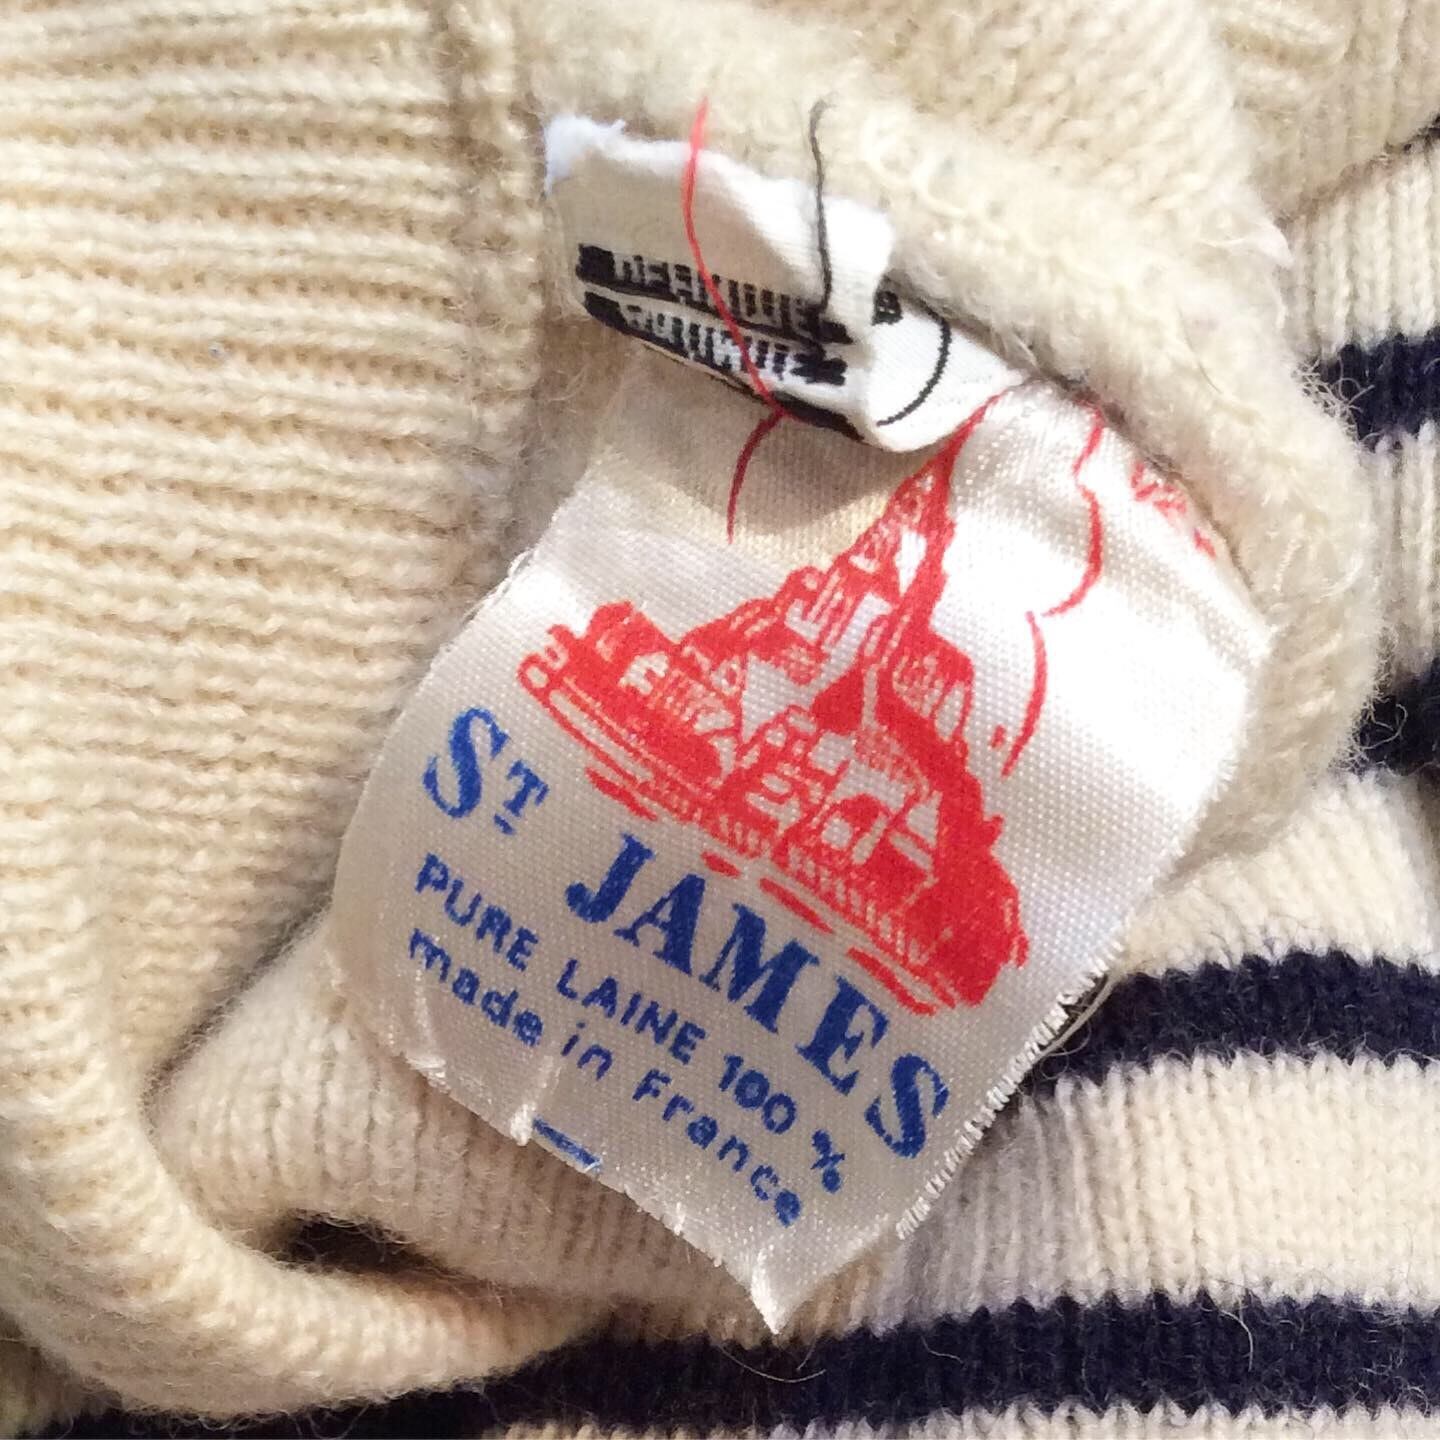 ST JAMES
PURE LAINE 100 %
made in France